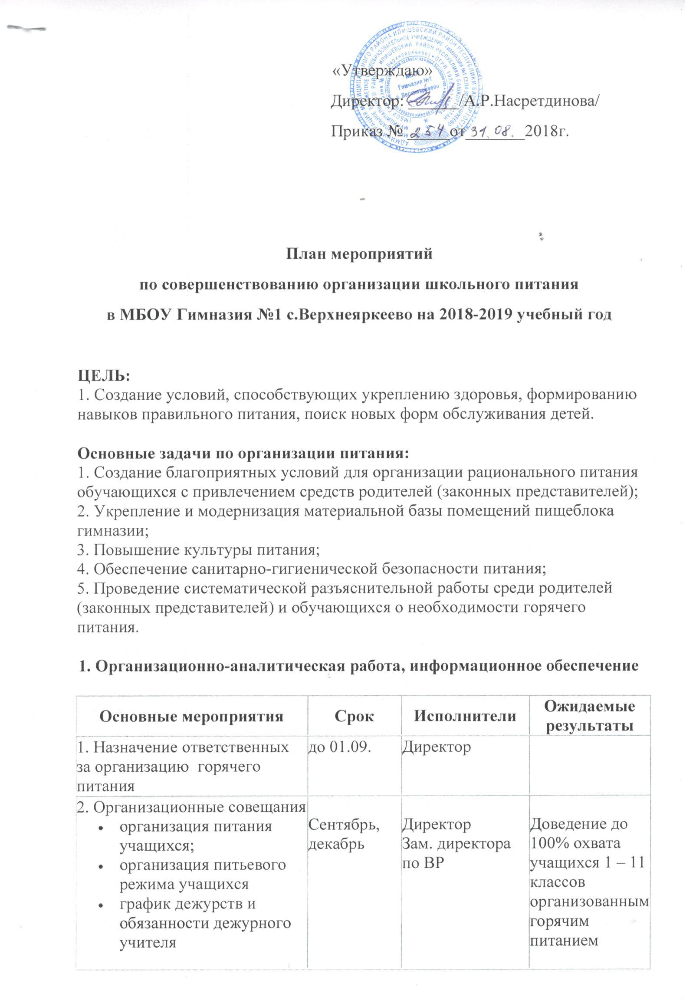 «Утверждаю»
Директор: /А.Р.Насретдинова/
Приказ № 254 от 31.08. 2018г.
МБОУ
Гимназия №1
с. Верхнеяркеево
План мероприятий
по совершенствованию организации школьного питания
в МБОУ Гимназия №1 с.Верхнеяркеево на 2018-2019 учебный год
ЦЕЛЬ:
1. Создание условий, способствующих укреплению здоровья, формированию
навыков правильного питания, поиск новых форм обслуживания детей.
Основные задачи по организации питания:
1. Создание благоприятных условий для организации рационального питания
обучающихся с привлечением средств родителей (законных представителей);
2. Укрепление и модернизация материальной базы помещений пищеблока
гимназии;
3. Повышение культуры питания;
4. Обеспечение санитарно-гигиенической безопасности питания;
5. Проведение систематической разъяснительной работы среди родителей
(законных представителей) и обучающихся о необходимости горячего
питания.
1. Организационно-аналитическая работа, информационное обеспечение
Основные мероприятия
Срок
Исполнители
Ожидаемые
результаты
1. Назначение ответственных
за организацию горячего
питания
до 01.09.
Директор
2. Организационные совещания
• организация питания
учащихся;
• организация питьевого
режима учащихся
• график дежурств и
обязанности дежурного
учителя
Сентябрь,
декабрь
Директор
Зам. директора
по ВР
Доведение до
100% охвата
учащихся 1 – 11
классов
организованным
горячим
питанием